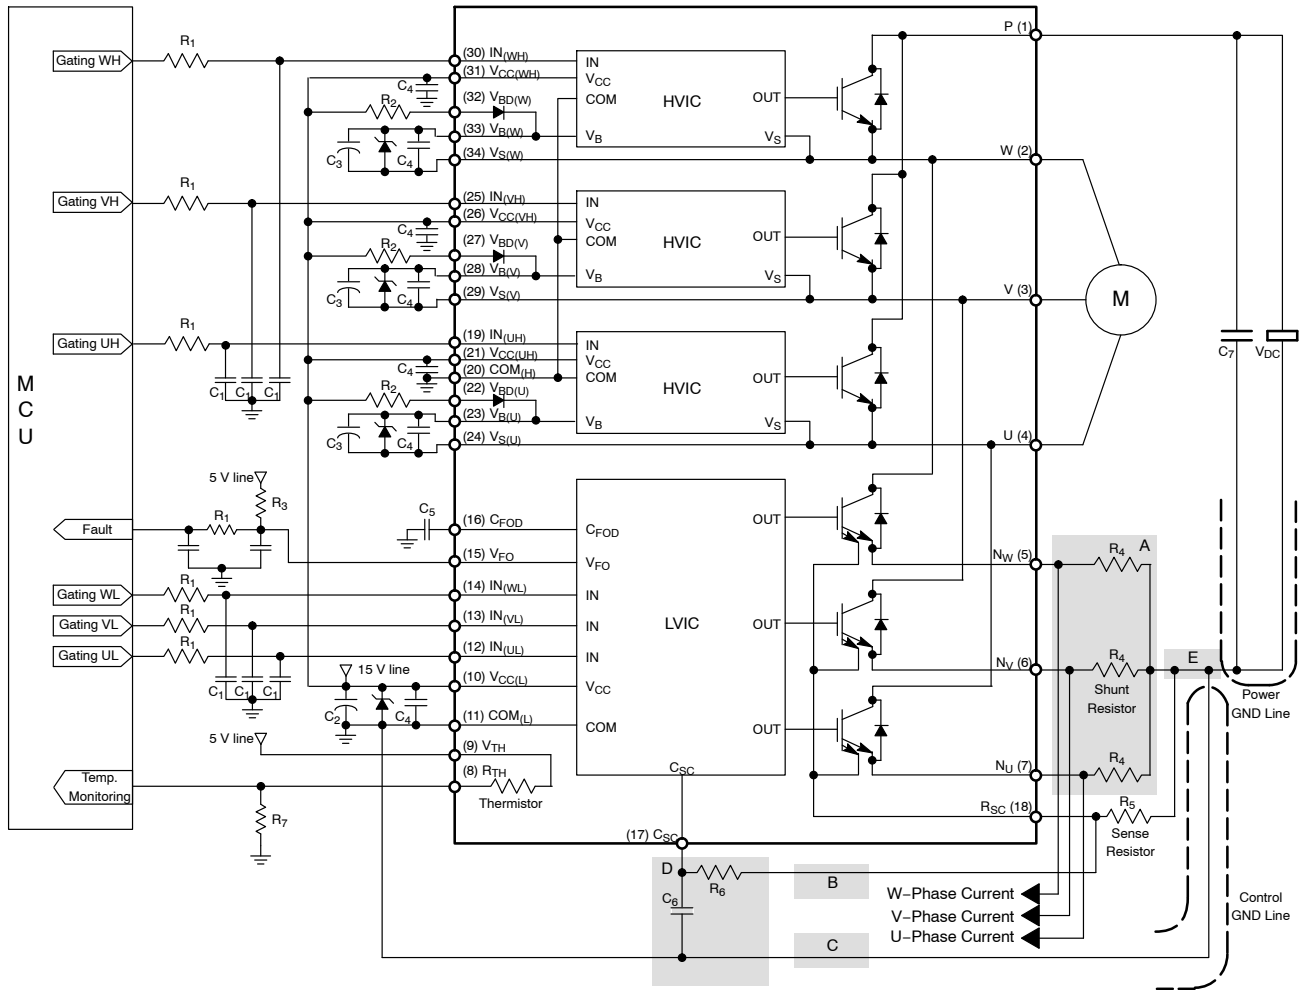 P (1)
Gating WH
R1
(30) IN(WH)
IN
(31) VCC(WH)
VCC
C4
COM
HVIC
OUT
R2
(32) VBD(W)
(33) VB(W)
VB
VS
C3
C4
(34) VS(W)
W (2)
Gating VH
R1
(25) IN(VH)
IN
(26) VCC(VH)
VCC
C4
COM
HVIC
OUT
R2
(27) VBD(V)
(28) VB(V)
VB
VS
C3
C4
(29) VS(V)
V (3)
M
Gating UH
R1
(19) IN(UH)
IN
(21) VCC(UH)
VCC
C4
(20) COM(H)
COM
HVIC
OUT
C7
VDC
C1
C1
C1
R2
(22) VBD(U)
(23) VB(U)
VB
VS
C3
C4
(24) VS(U)
U (4)
M
C
U
5 V line
R3
Fault
R1
C5
(16) CFOD
CFOD
OUT
(15) VFO
VFO
NW (5)
R4
A
Gating WL
R1
(14) IN(WL)
IN
Gating VL
R1
(13) IN(VL)
IN
LVIC
OUT
Gating UL
R1
(12) IN(UL)
IN
NV (6)
R4
E
C1
C1
C1
15 V line
(10) VCC(L)
VCC
Shunt
Resistor
Power
GND Line
C2
C4
(11) COM(L)
COM
OUT
5 V line
(9) VTH
CSC
NU (7)
R4
Temp.
Monitoring
(8) RTH
Thermistor
R7
RSC (18)
R5
Sense
Resistor
(17) CSC
D
R6
B
C6
W−Phase Current
V−Phase Current
U−Phase Current
C
Control
GND Line